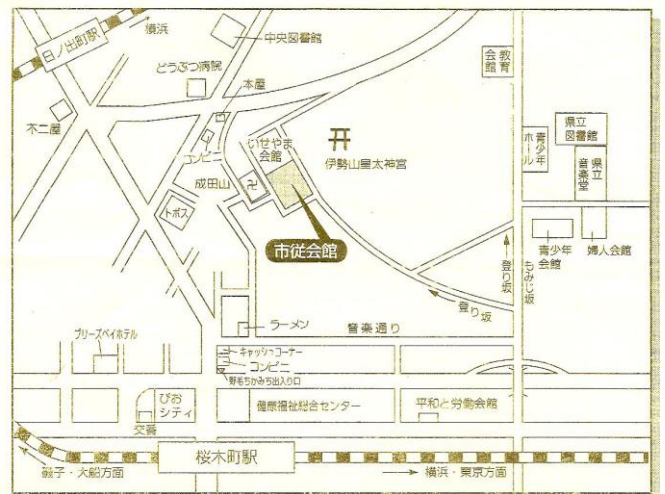 日ノ出町駅
横浜
中央図書館
どうぶつ病院
本屋
教育
会館
不二屋
コンビニ
いせやま
会館
伊勢山皇太神宮
県立
図書館
青少年
ホール
県立
音楽堂
成田山
卍
トポス
市従会館
登り坂
もみじ坂
青少年
会館
婦人会館
登り坂
ラーメン
音楽通り
ブリーズベイホテル
キャッシュコーナー
コンビニ
野毛ちかみち出入り口
ぴお
シティ
交番
健康福祉総合センター
平和と労働会館
桜木町駅
磯子・大船方面
横浜・東京方面